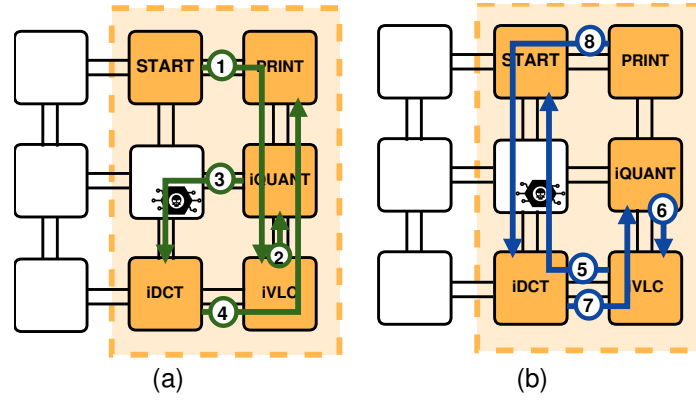 START 1 PRINT
3 iQUANT
2
iDCT iVLC
4
(a)
8
START PRINT
iQUANT
6
5
iDCT VLC
7
(b)